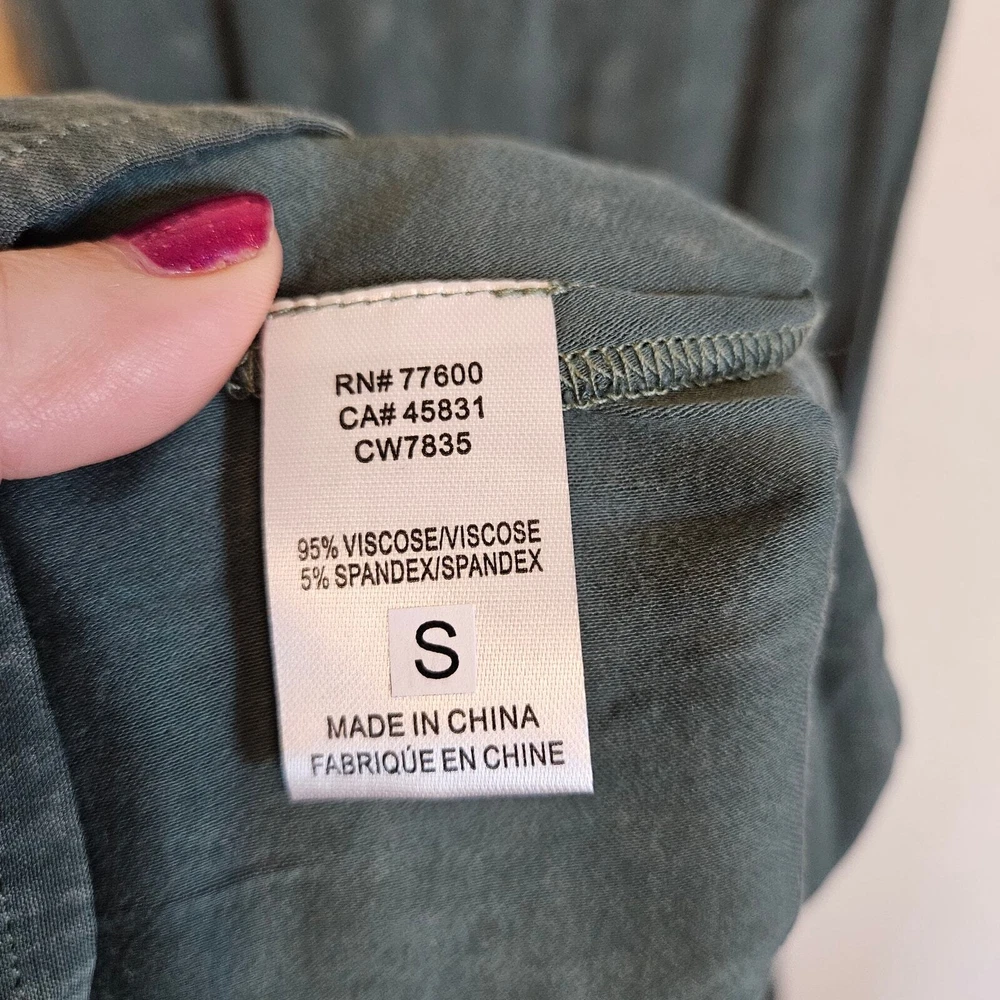 RN# 77600
CA# 45831
CW7835
95% VISCOSE/VISCOSE
5% SPANDEX/SPANDEX
S
MADE IN CHINA
FABRIQÚE EN CHINE